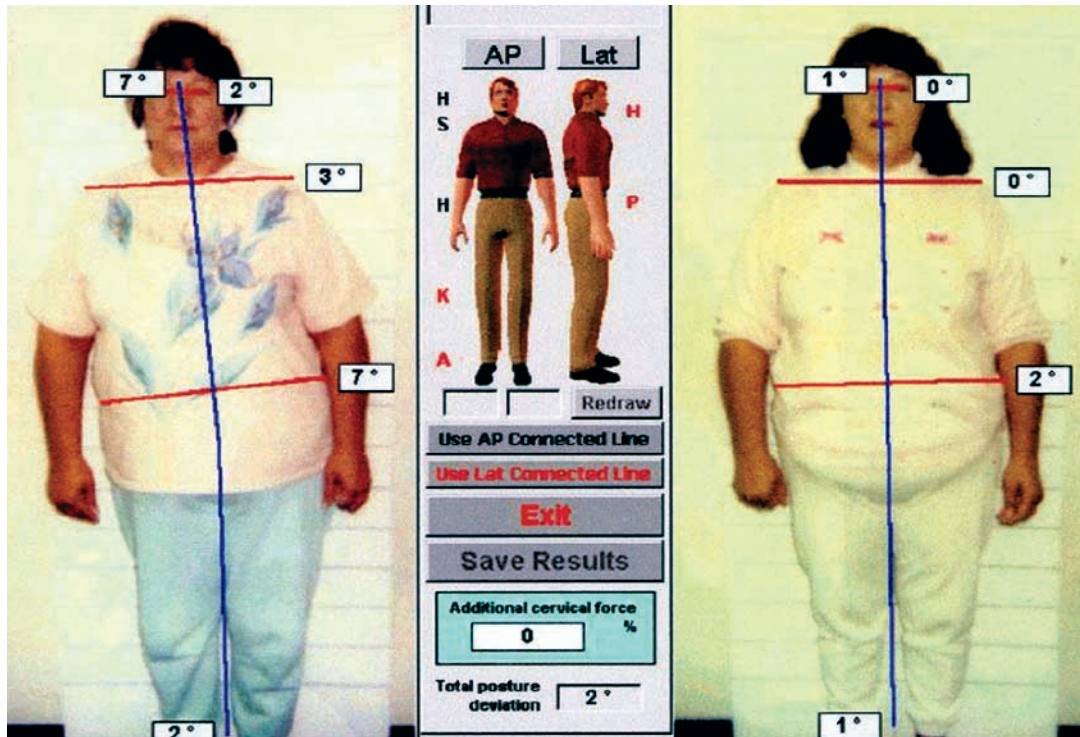 7 °
2 °
3 °
7 °
2 °
AP
Lat
H
S
H
K
A
H
P
Redraw
Use AP Connected Line
Use Lat Connected Line
Exit
Save Results
Additional cervical force
0
%
Total posture
deviation
2 °
1 °
0 °
0 °
2 °
1 °